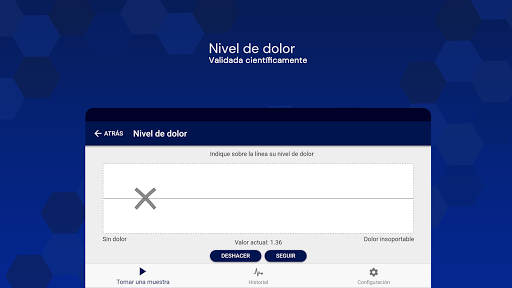 Nivel de dolor
Validada científicamente
ATRÁS Nivel de dolor
Indique sobre la línea su nivel de dolor
Sin dolor Valor actual: 1.36 Dolor insoportable
DESHACER SEGUIR
Tomar una muestra Historial Configuración